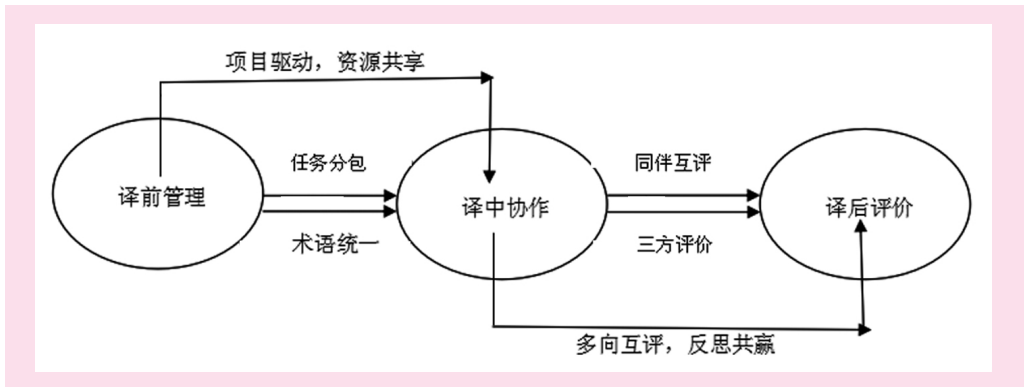 项目驱动，资源共享
任务分包
同伴互评
译前管理
译中协作
译后评价
术语统一
三方评价
多向互评，反思共赢